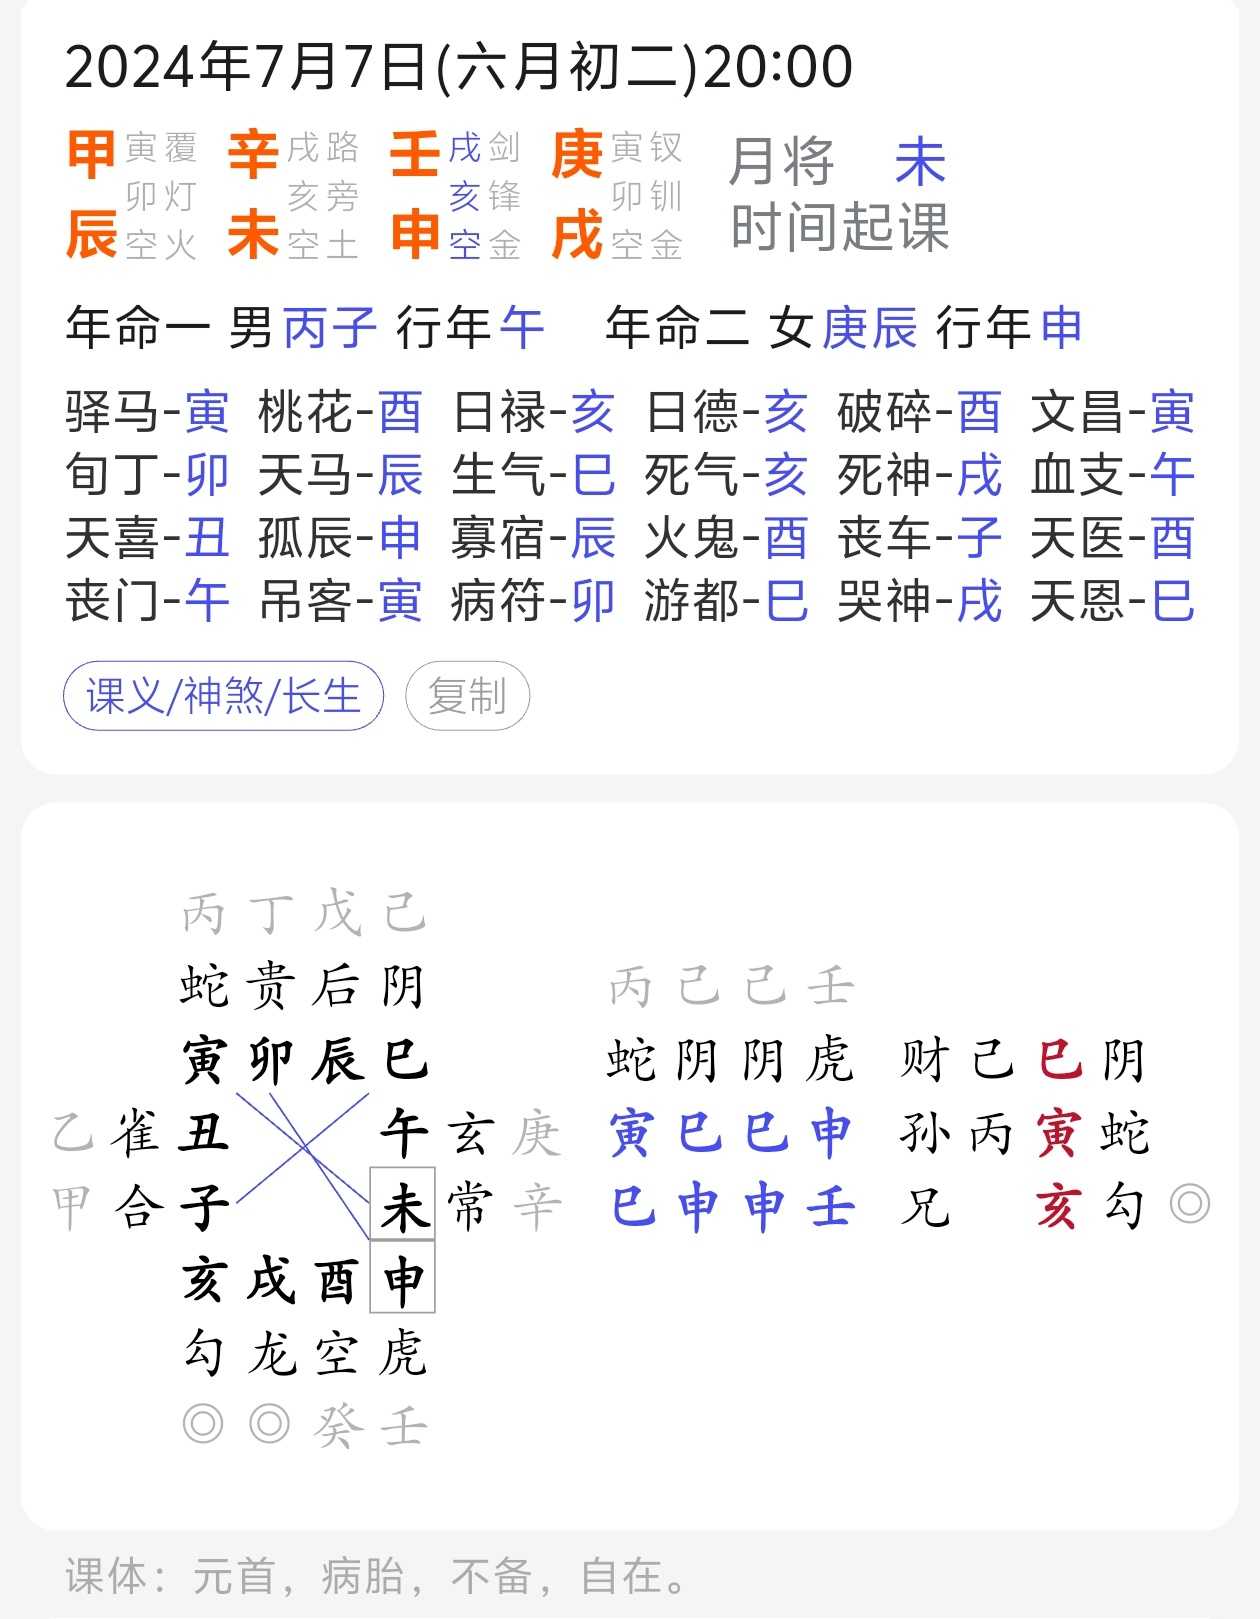 2024年7月7日(六月初二)20:00
甲 寅覆 辛 戌路 壬 戌剑 庚 寅钗 月将 未
卯灯 亥旁 亥锋 卯钏
辰 空火 未 空土 申 空金 戌 空金 时间起课
年命一 男丙子 行年午 年命二 女庚辰 行年申
驿马-寅 桃花-酉 日禄-亥 日德-亥 破碎-酉 文昌-寅
旬丁-卯 天马-辰 生气-巳 死气-亥 死神-戌 血支-午
天喜-丑 孤辰-申 寡宿-辰 火鬼-酉 丧车-子 天医-酉
丧门-午 吊客-寅 病符-卯 游都-巳 哭神-戌 天恩-巳
课义/神煞/长生 复制
丙 丁 戊 己
蛇 贵 后 阴 丙 己 己 壬
寅 卯 辰 巳 蛇 阴 阴 虎 财 己 巳 阴
乙 雀 丑 午 玄 庚 寅 巳 巳 申 孙 丙 寅 蛇
甲 合 子 未 常 辛 巳 申 申 壬 兄 亥 勾 ◎
亥 戌 酉 申
勾 龙 空 虎
◎ ◎ 癸 壬
课体：元首，病胎，不备，自在。